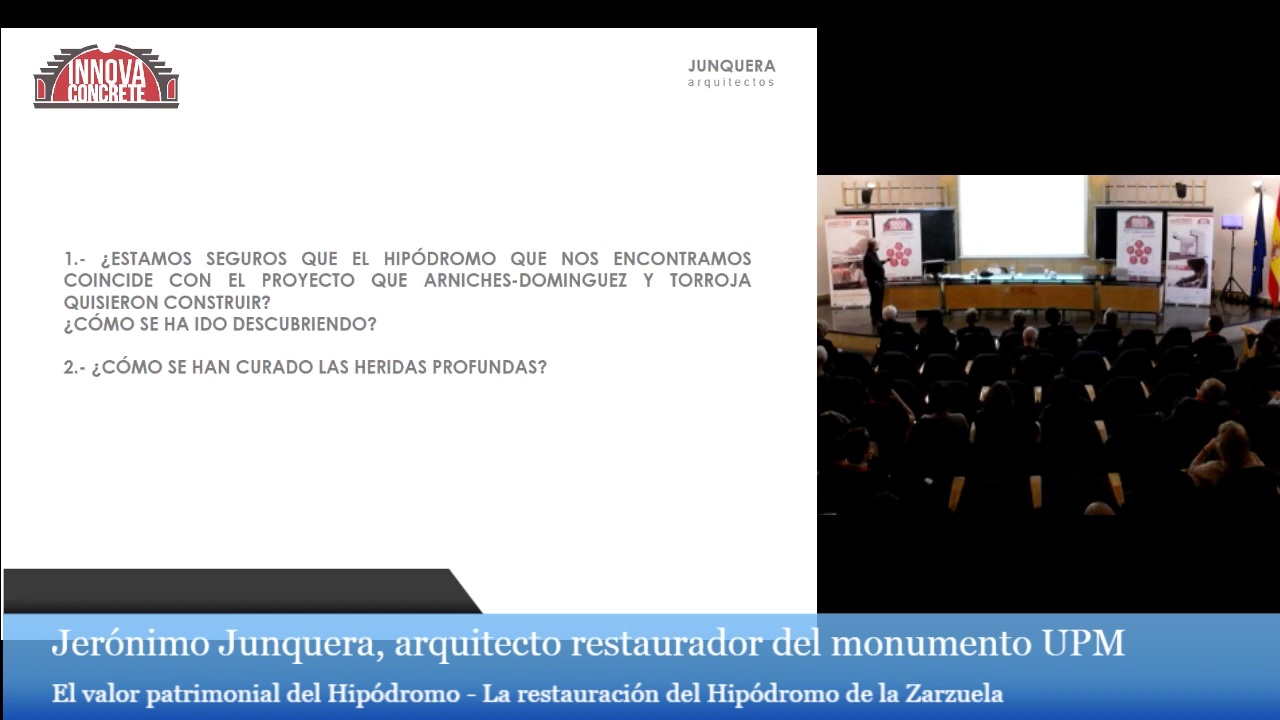 INNOVA
CONCRETE
JUNQUERA
arquitectos
1.- ¿ESTAMOS SEGUROS QUE EL HIPÓDROMO QUE NOS ENCONTRAMOS
COINCIDE CON EL PROYECTO QUE ARNICHES-DOMINGUEZ Y TORROJA
QUISIERON CONSTRUIR?
¿CÓMO SE HA IDO DESCUBRIENDO?
2.- ¿CÓMO SE HAN CURADO LAS HERIDAS PROFUNDAS?
Jerónimo Junquera, arquitecto restaurador del monumento UPM
El valor patrimonial del Hipódromo - La restauración del Hipódromo de la Zarzuela